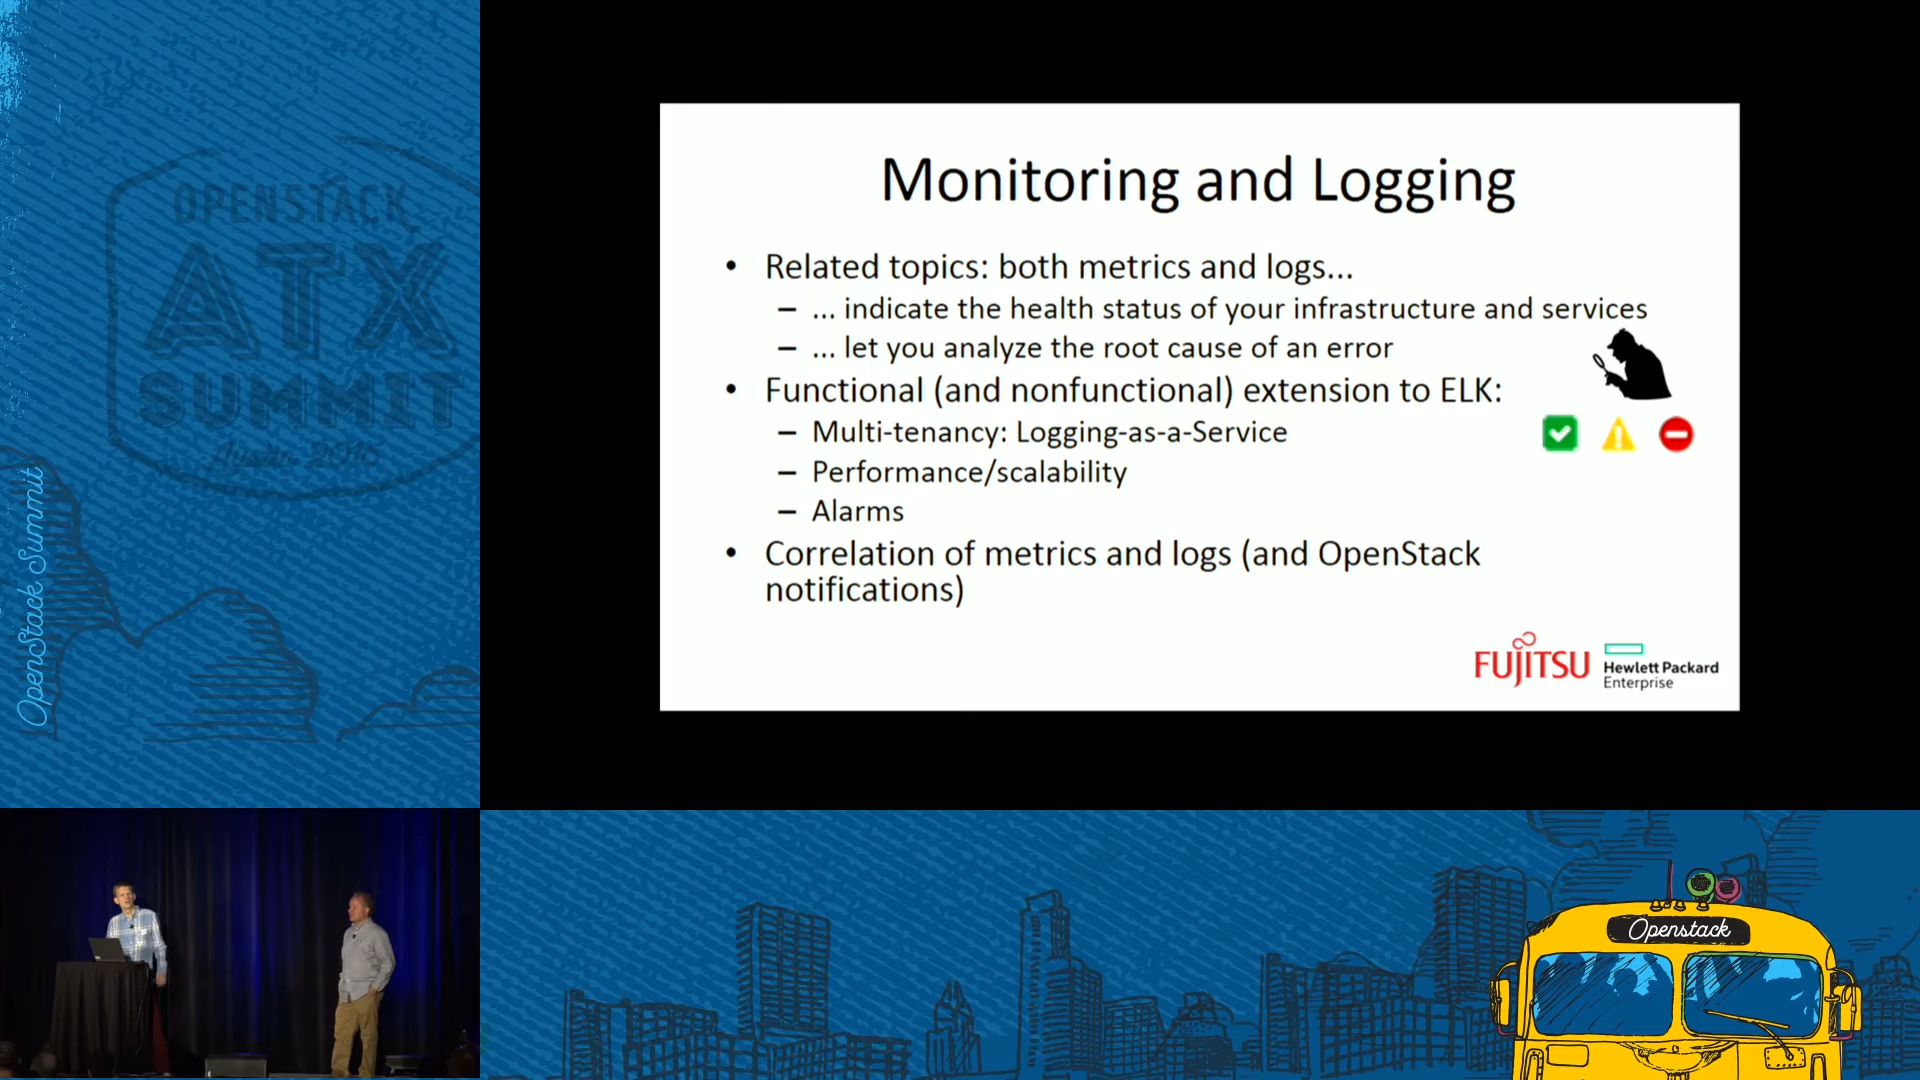 OPENSTACK
ATX
SUMMIT
Austin 2016
OpenStack Summit
Monitoring and Logging
• Related topics: both metrics and logs...
– ... indicate the health status of your infrastructure and services
– ... let you analyze the root cause of an error
• Functional (and nonfunctional) extension to ELK:
– Multi-tenancy: Logging-as-a-Service
– Performance/scalability
– Alarms
• Correlation of metrics and logs (and OpenStack
notifications)
FUJITSU
Hewlett Packard
Enterprise
Openstack